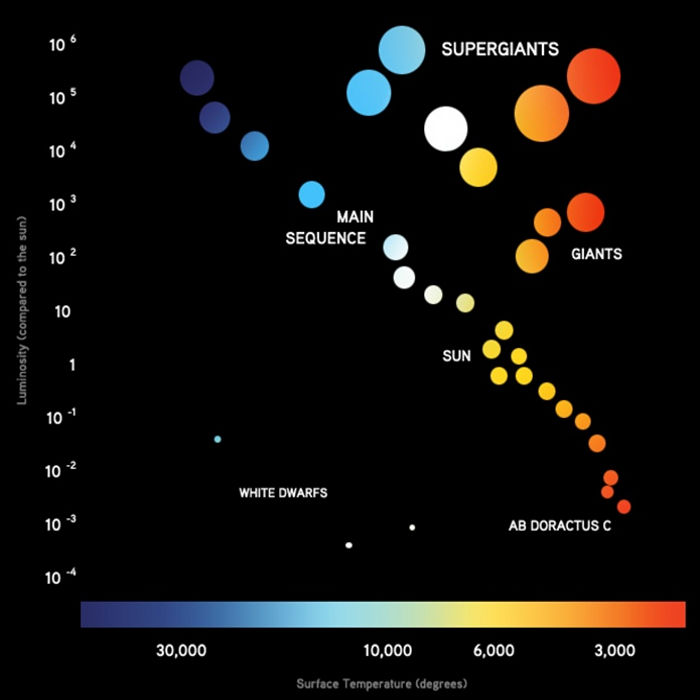 10 6
SUPERGIANTS
10 5
10 4
10 3
MAIN
SEQUENCE
10 2
GIANTS
10
SUN
1
10 -1
10 -2
WHITE DWARFS
10 -3
AB DORACTUS C
10 -4
Luminosity (compared to the sun)
30,000
10,000
6,000
3,000
Surface Temperature (degrees)